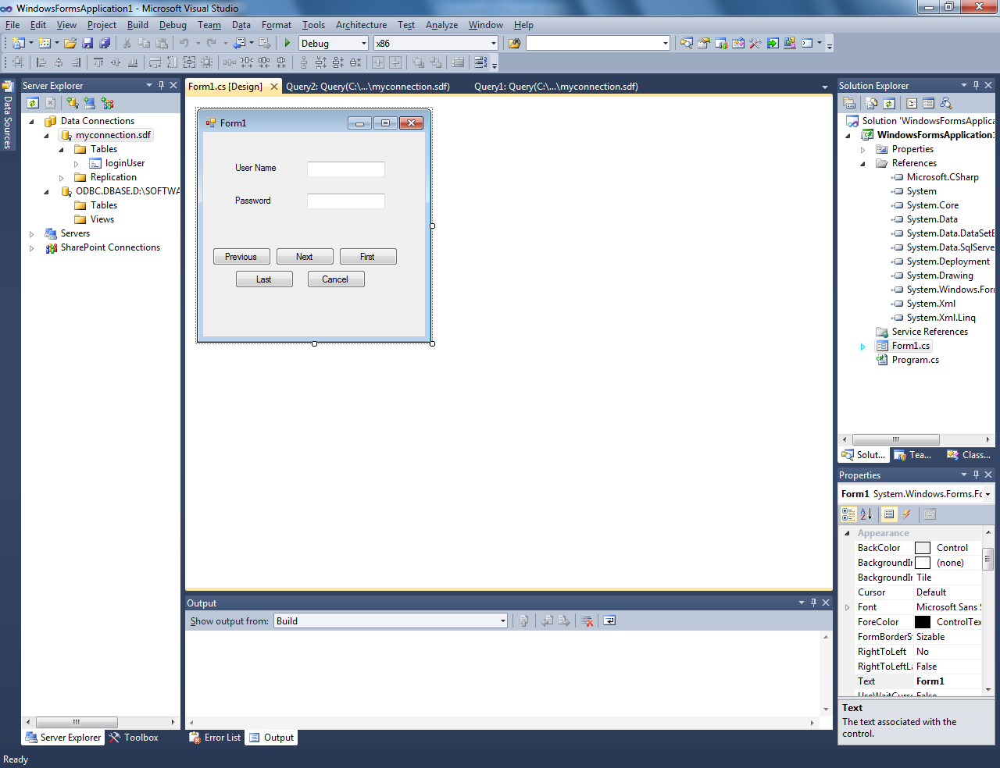 WindowsFormsApplication1 - Microsoft Visual Studio
File Edit View Project Build Debug Team Data Format Tools Architecture Test Analyze Window Help
Debug x86
Data Sources
Server Explorer
Data Connections
myconnection.sdf
Tables
loginUser
Replication
ODBC.DBASE.D:\SOFTWA
Tables
Views
Servers
SharePoint Connections
Server Explorer Toolbox
Form1.cs [Design] Query2: Query(C:\...\myconnection.sdf) Query1: Query(C:\...\myconnection.sdf)
Form1
User Name
Password
Previous Next First
Last Cancel
Output
Show output from: Build
Error List Output
Solution Explorer
Solution 'WindowsFormsApplica
WindowsFormsApplication1
Properties
References
Microsoft.CSharp
System
System.Core
System.Data
System.Data.DataSetE
System.Data.SqlServe
System.Deployment
System.Drawing
System.Windows.For
System.Xml
System.Xml.Linq
Service References
Form1.cs
Program.cs
Solut... Tea... Class...
Properties
Form1 System.Windows.Forms.Fc
Appearance
BackColor Control
BackgroundIr (none)
BackgroundIr Tile
Cursor Default
Font Microsoft Sans S
ForeColor ControlTex
FormBorderSt Sizable
RightToLeft No
RightToLeftLa False
Text Form1
UseWaitCurs False
Text
The text associated with the
control.
Ready